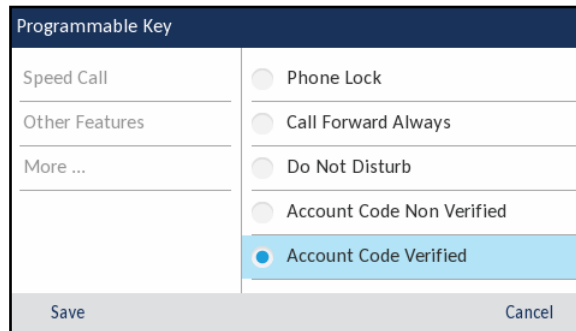 Programmable Key
Speed Call
Other Features
More ...
Phone Lock
Call Forward Always
Do Not Disturb
Account Code Non Verified
Account Code Verified
Save
Cancel